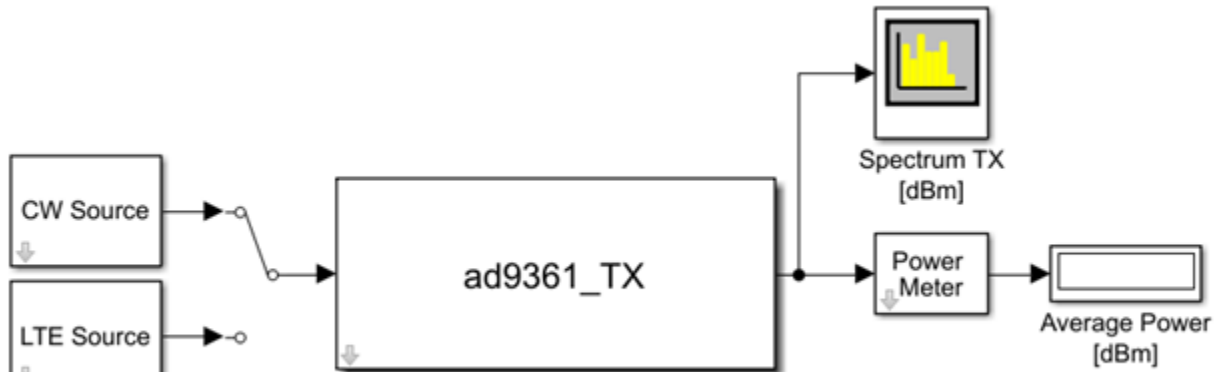 Spectrum TX
[dBm]
CW Source
ad9361_TX
Power
Meter
LTE Source
Average Power
[dBm]